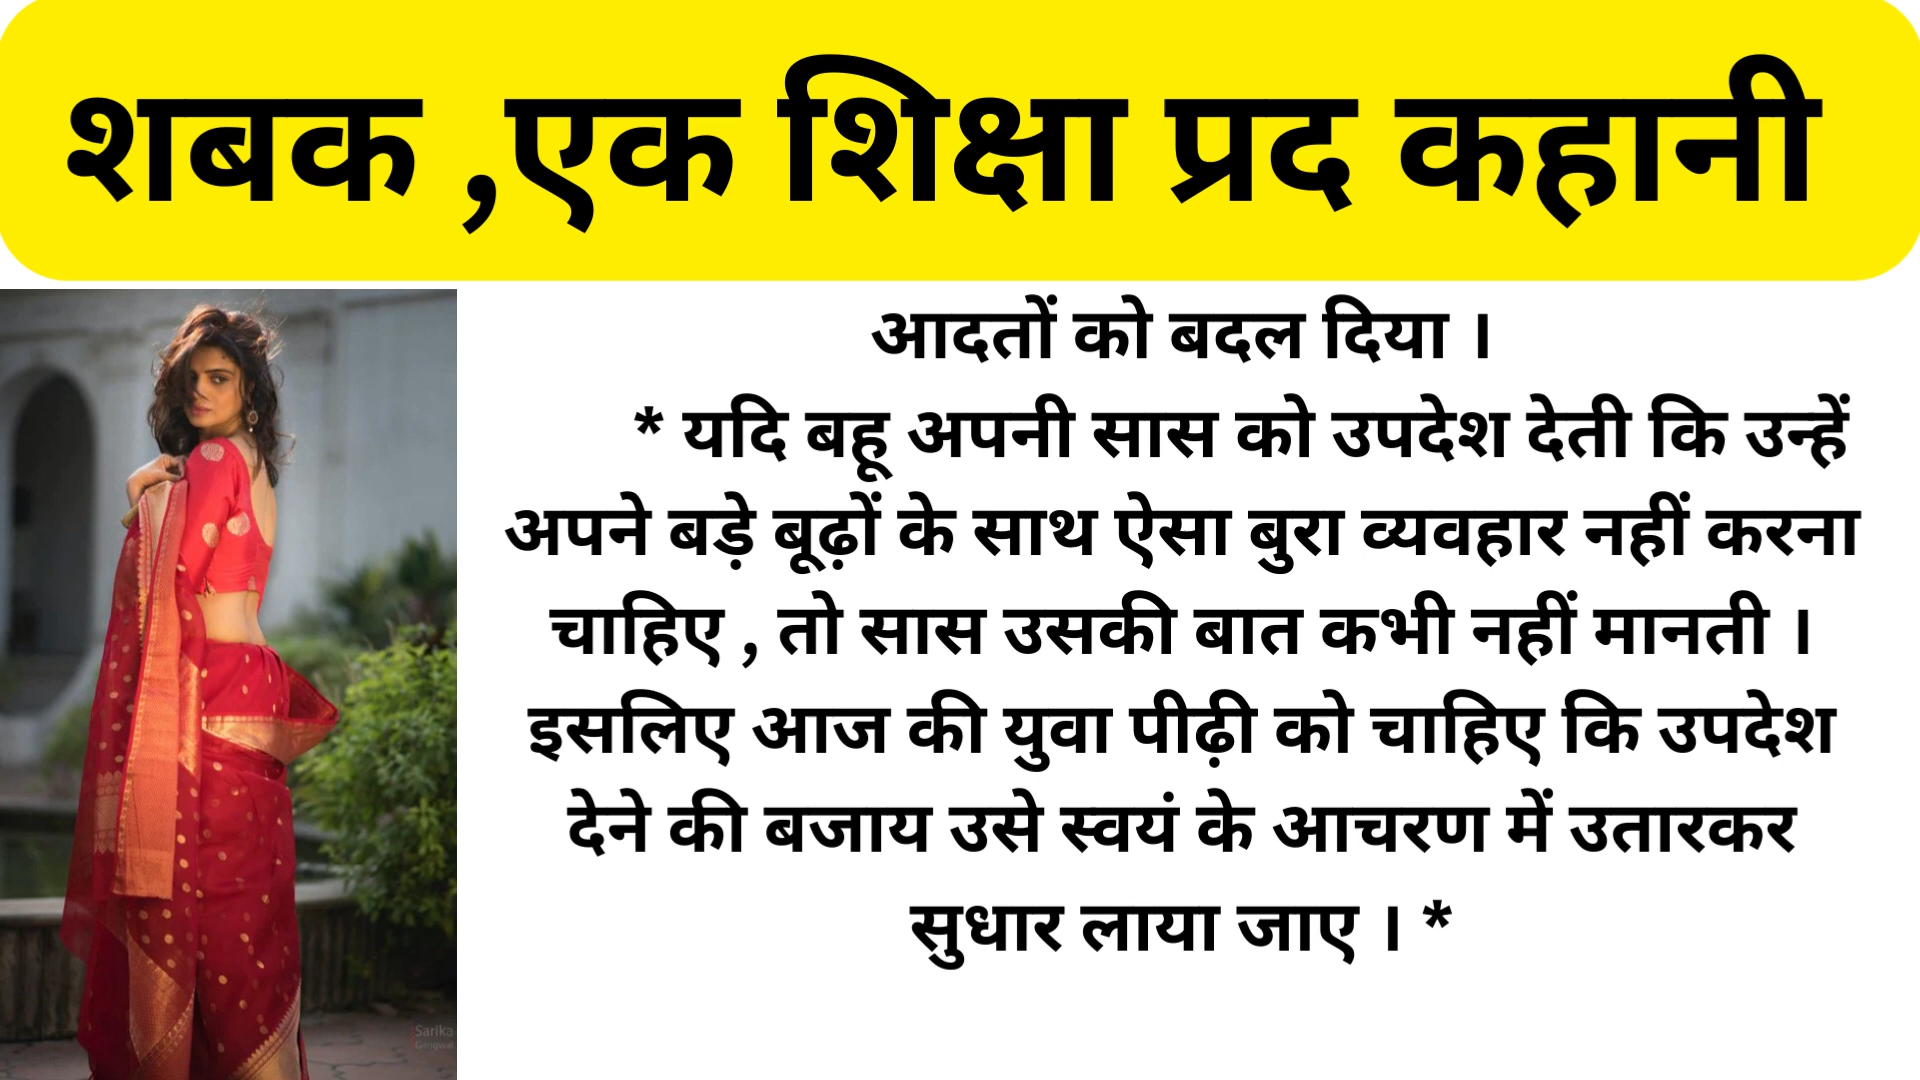 शबक ,एक शिक्षा प्रद कहानी
आदतों को बदल दिया ।
* यदि बहू अपनी सास को उपदेश देती कि उन्हें
अपने बड़े बूढ़ों के साथ ऐसा बुरा व्यवहार नहीं करना
चाहिए , तो सास उसकी बात कभी नहीं मानती ।
इसलिए आज की युवा पीढ़ी को चाहिए कि उपदेश
देने की बजाय उसे स्वयं के आचरण में उतारकर
सुधार लाया जाए । *
Sarika
Gangwal